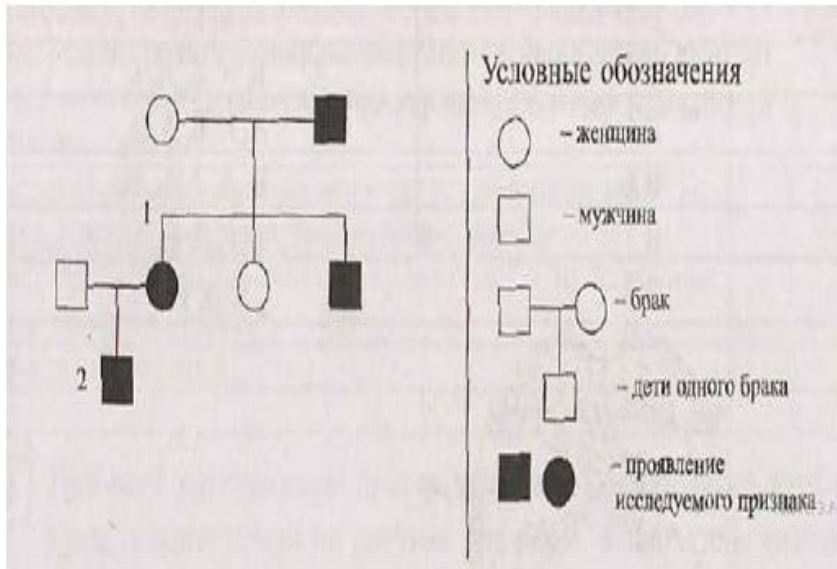 Условные обозначения
– женщина
– мужчина
– брак
– дети одного брака
– проявление
исследуемого признака
1
2